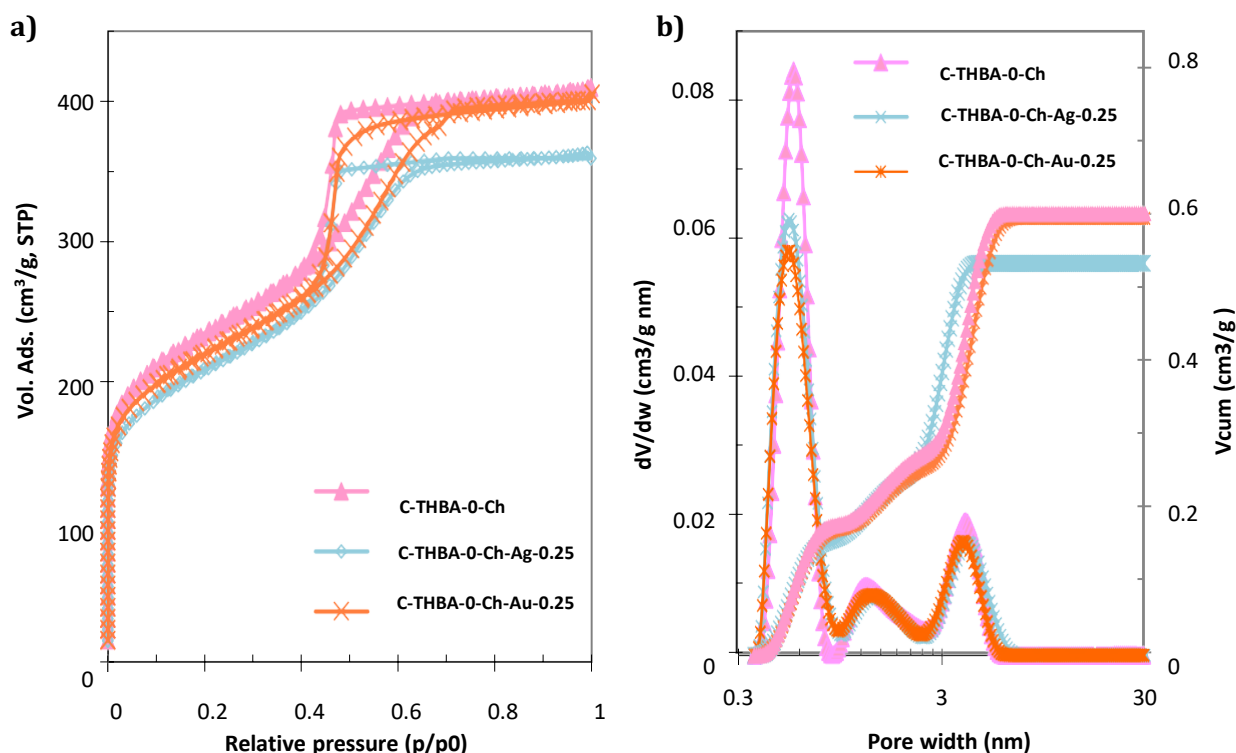 a)
Vol. Ads. (cm³/g, STP)
400
300
200
100
0
C-THBA-0-Ch
C-THBA-0-Ch-Ag-0.25
C-THBA-0-Ch-Au-0.25
0 0.2 0.4 0.6 0.8 1
Relative pressure (p/p0)
b)
dV/dw (cm3/g nm)
0.08
0.06
0.04
0.02
0
C-THBA-0-Ch
C-THBA-0-Ch-Ag-0.25
C-THBA-0-Ch-Au-0.25
0.8
0.6
0.4
0.2
0
Vcum (cm3/g )
0.3 3 30
Pore width (nm)